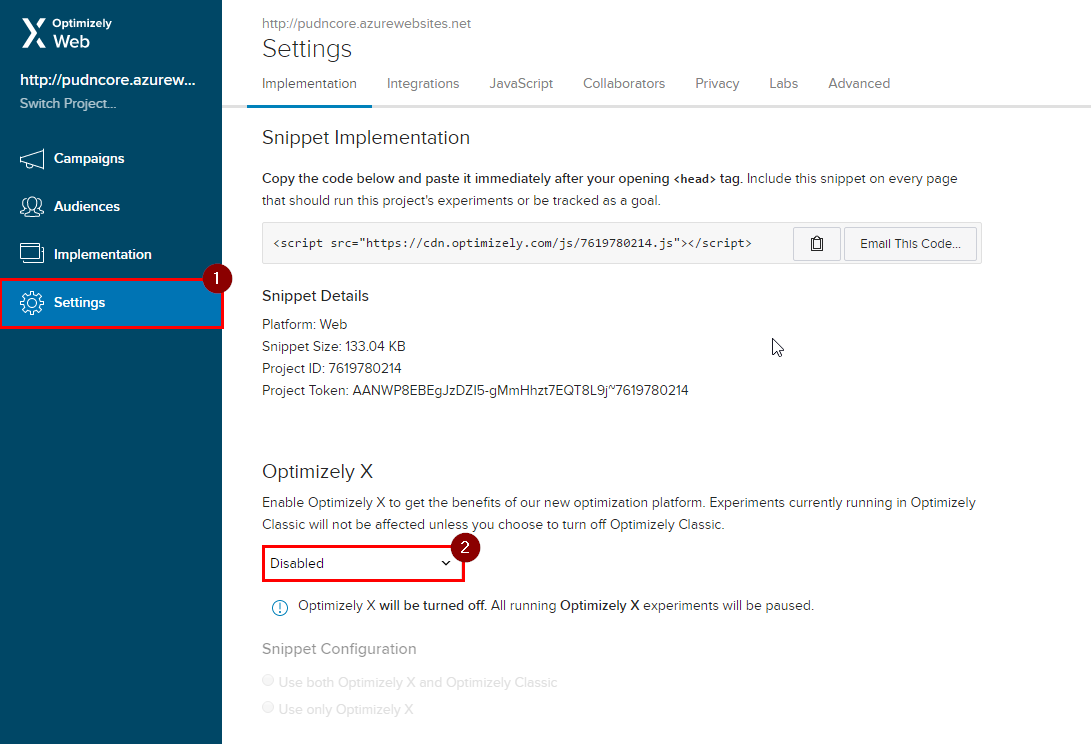 Optimizely
Web
http://pudncore.azurew...
Switch Project...
Campaigns
Audiences
Implementation
1
Settings
http://pudncore.azurewebsites.net
Settings
Implementation Integrations JavaScript Collaborators Privacy Labs Advanced
Snippet Implementation
Copy the code below and paste it immediately after your opening <head> tag. Include this snippet on every page
that should run this project's experiments or be tracked as a goal.
<script src="https://cdn.optimizely.com/js/7619780214.js"></script>
Email This Code...
Snippet Details
Platform: Web
Snippet Size: 133.04 KB
Project ID: 7619780214
Project Token: AANWP8EBEgJzDZI5-gMmHhzt7EQT8L9j~7619780214
Optimizely X
Enable Optimizely X to get the benefits of our new optimization platform. Experiments currently running in Optimizely
Classic will not be affected unless you choose to turn off Optimizely Classic.
2
Disabled
Optimizely X will be turned off. All running Optimizely X experiments will be paused.
Snippet Configuration
Use both Optimizely X and Optimizely Classic
Use only Optimizely X